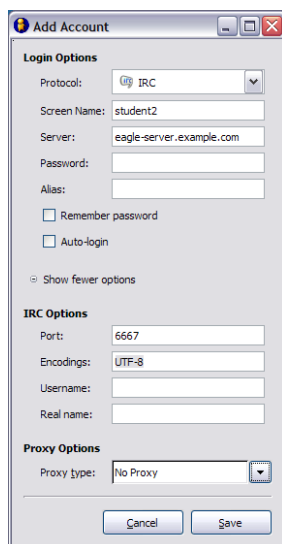 Add Account
Login Options
Protocol: IRC
Screen Name: student2
Server: eagle-server.example.com
Password:
Alias:
Remember password
Auto-login
Show fewer options
IRC Options
Port: 6667
Encodings: UTF-8
Username:
Real name:
Proxy Options
Proxy type: No Proxy
Cancel Save